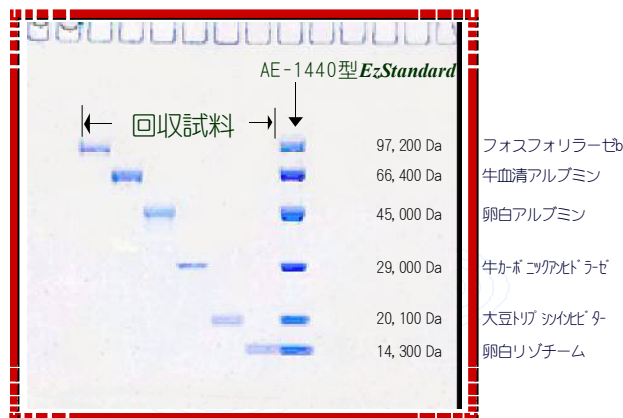 AE-1440型EzStandard
回収試料
97,200 Da フォスフォリラーゼb
66,400 Da 牛血清アルブミン
45,000 Da 卵白アルブミン
29,000 Da 牛ｶｰﾎﾞﾆｯｸｱﾝﾋﾄﾞﾗｰｾﾞ
20,100 Da 大豆ﾄﾘﾌﾟｼﾝｲﾝﾋﾋﾞﾀｰ
14,300 Da 卵白リゾチーム